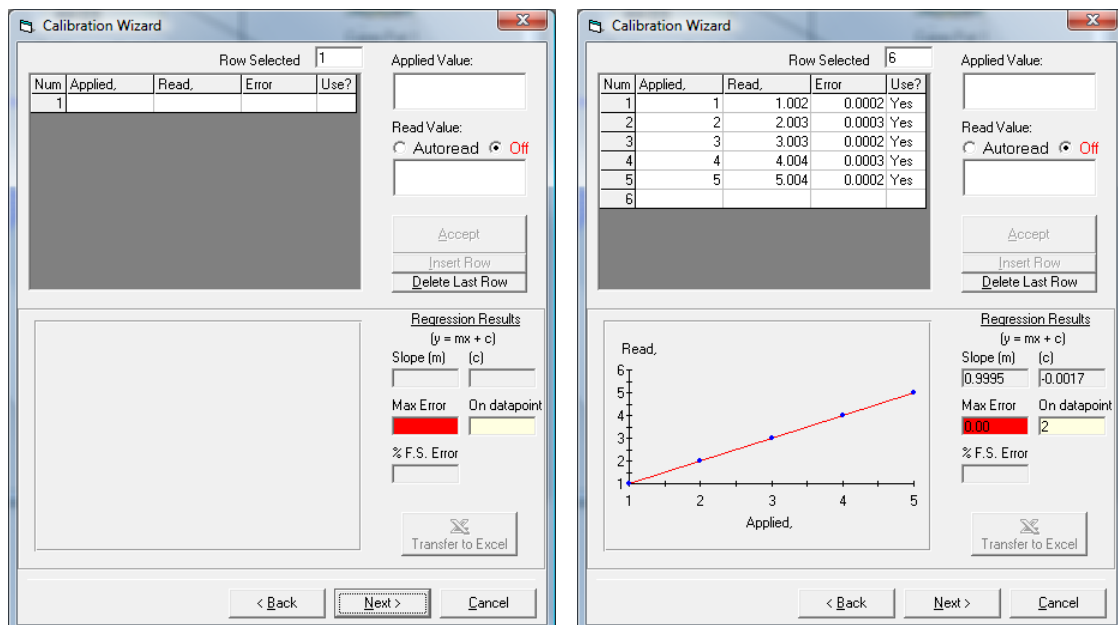 Calibration Wizard
Row Selected 1
Num Applied, Read, Error Use?
1
Applied Value:
Read Value:
Autoread Off
Accept
Insert Row
Delete Last Row
Regression Results
(y = mx + c)
Slope (m) (c)
Max Error On datapoint
% F.S. Error
Transfer to Excel
< Back Next > Cancel
Calibration Wizard
Row Selected 6
Num Applied, Read, Error Use?
1 1 1.002 0.0002 Yes
2 2 2.003 0.0003 Yes
3 3 3.003 0.0002 Yes
4 4 4.004 0.0003 Yes
5 5 5.004 0.0002 Yes
6
Applied Value:
Read Value:
Autoread Off
Accept
Insert Row
Delete Last Row
Read,
6
5
4
3
2
1
1 2 3 4 5
Applied,
Regression Results
(y = mx + c)
Slope (m) (c)
0.9995 -0.0017
Max Error On datapoint
0.00 2
% F.S. Error
Transfer to Excel
< Back Next > Cancel